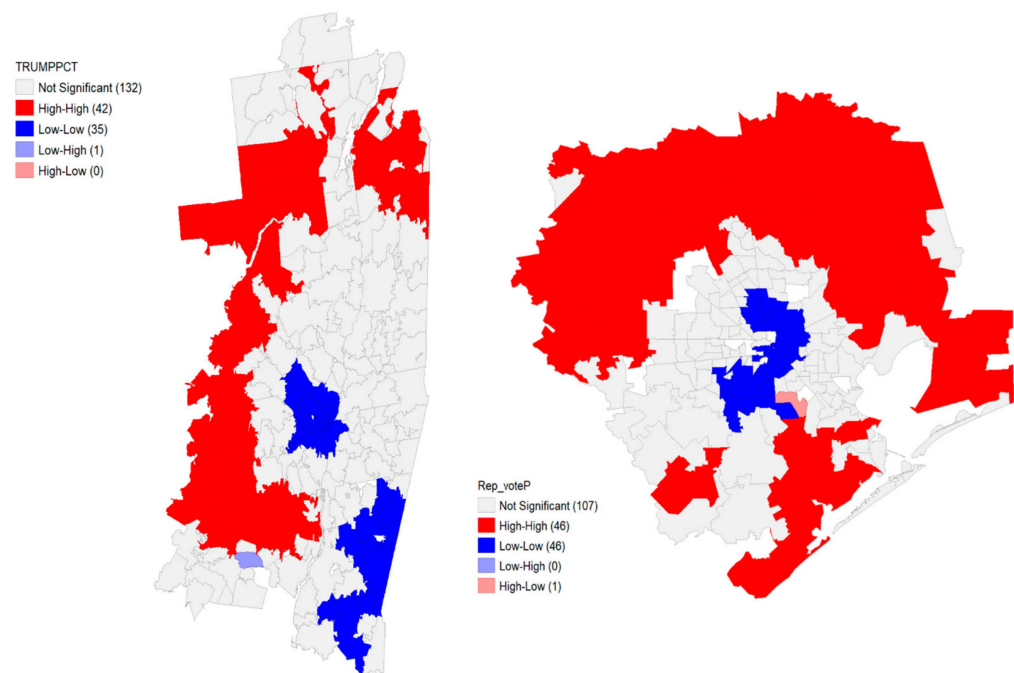 TRUMPPCT
Not Significant (132)
High-High (42)
Low-Low (35)
Low-High (1)
High-Low (0)
Rep_voteP
Not Significant (107)
High-High (46)
Low-Low (46)
Low-High (0)
High-Low (1)